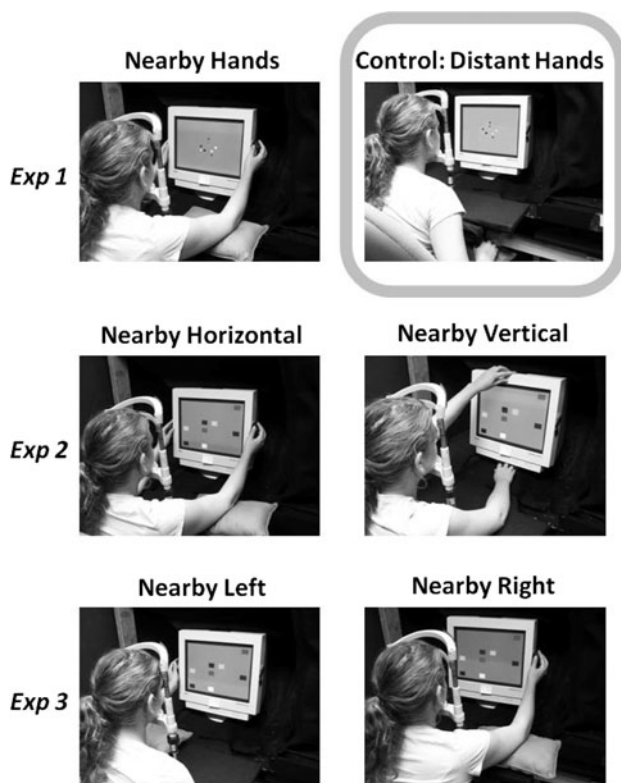 Nearby Hands
Control: Distant Hands
Exp 1
Nearby Horizontal
Nearby Vertical
Exp 2
Nearby Left
Nearby Right
Exp 3